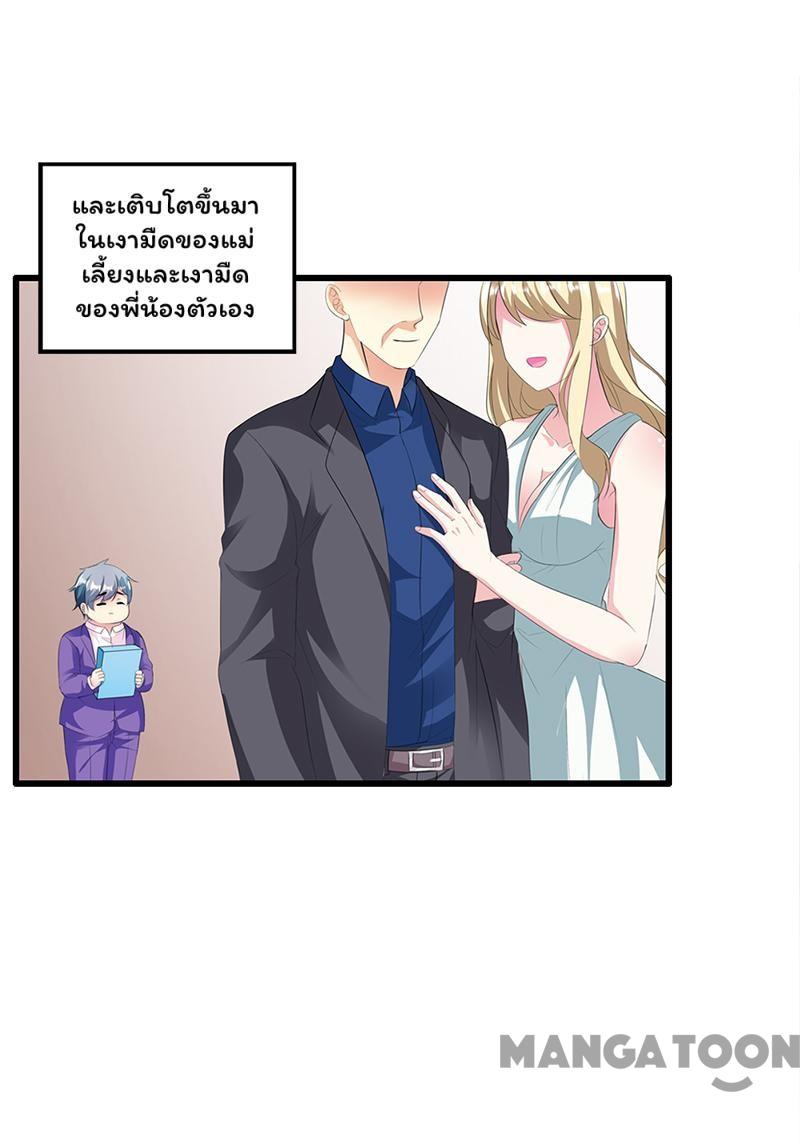 และเติบโตขึ้นมา
ในเงามืดของแม่
เลี้ยงและเงามืด
ของพี่น้องตัวเอง
MANGATOON